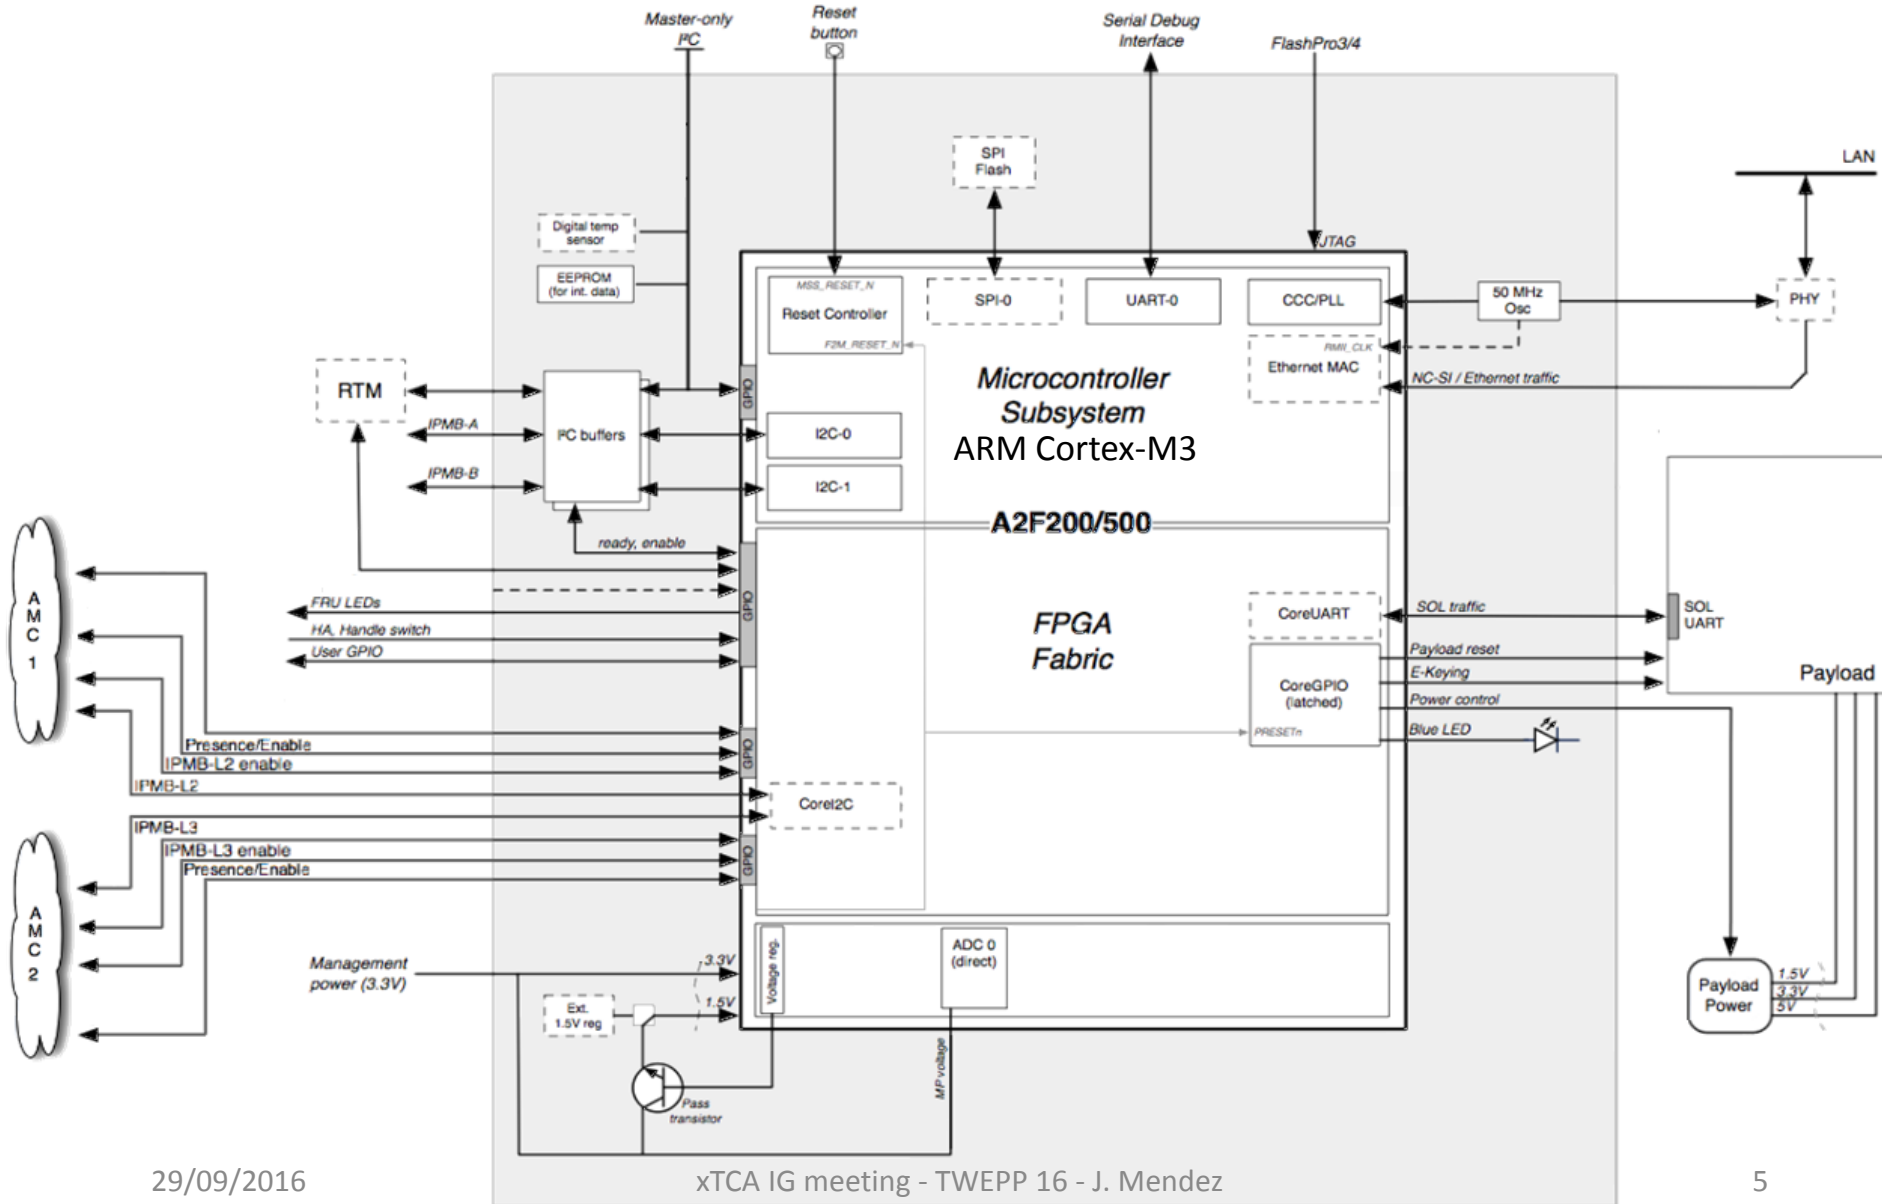 Master-only
I²C
Reset
button
Serial Debug
Interface
FlashPro3/4
SPI
Flash
LAN
Digital temp
sensor
EEPROM
(for int. data)
JTAG
MSS_RESET_N
Reset Controller
F2M_RESET_N
SPI-0
UART-0
CCC/PLL
50 MHz
Osc
PHY
RMII_CLK
Ethernet MAC
NC-SI / Ethernet traffic
RTM
GPIO
Microcontroller
Subsystem
ARM Cortex-M3
IPMB-A
I²C buffers
I2C-0
IPMB-B
I2C-1
A2F200/500
ready, enable
GPIO
FRU LEDs
HA, Handle switch
User GPIO
A
M
C
1
FPGA
Fabric
CoreUART
SOL traffic
SOL
UART
Payload reset
E-Keying
CoreGPIO
(latched)
Power control
PRESETn
Blue LED
Payload
Presence/Enable
IPMB-L2 enable
IPMB-L2
GPIO
CoreI2C
IPMB-L3
IPMB-L3 enable
Presence/Enable
GPIO
A
M
C
2
Management
power (3.3V)
3.3V
1.5V
Voltage reg.
ADC 0
(direct)
Ext.
1.5V reg
Pass
transistor
MP voltage
Payload
Power
1.5V
3.3V
5V
29/09/2016
xTCA IG meeting - TWEPP 16 - J. Mendez
5